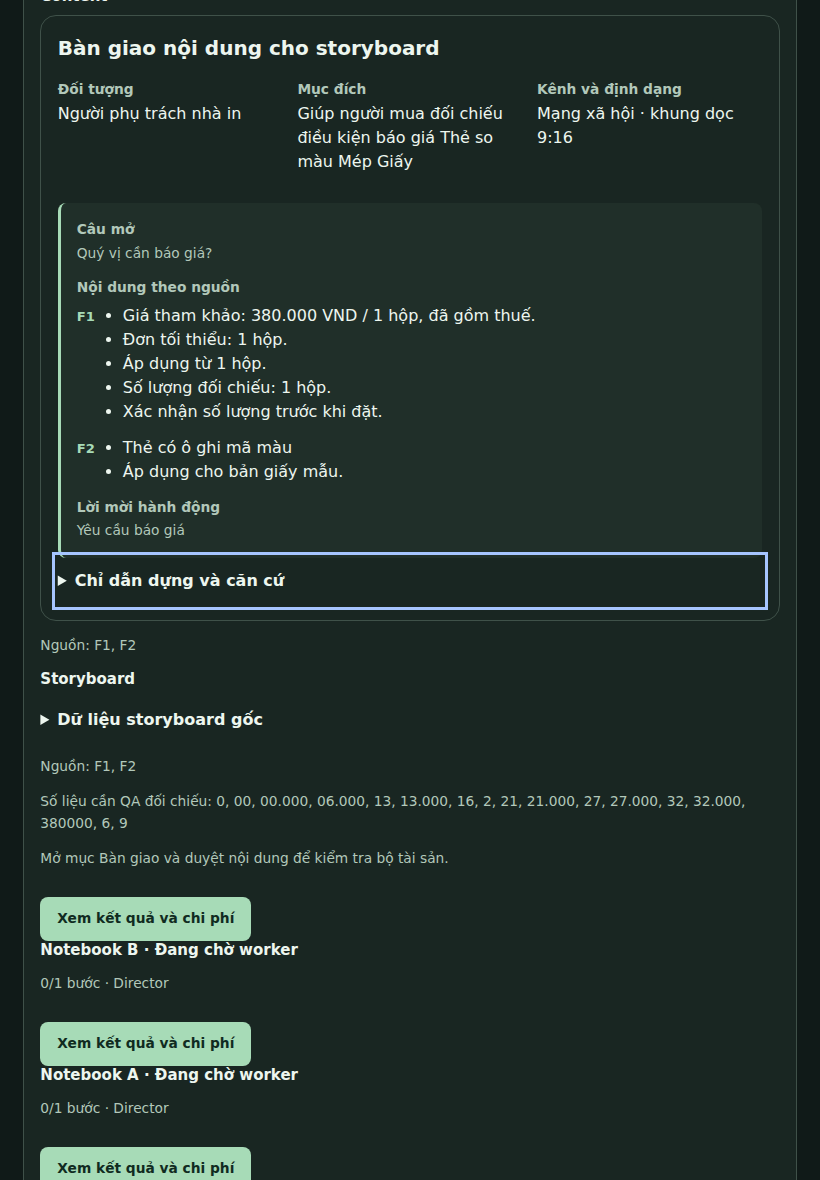 Bàn giao nội dung cho storyboard
Đối tượng
Người phụ trách nhà in
Mục đích
Giúp người mua đối chiếu
điều kiện báo giá Thẻ so
màu Mép Giấy
Kênh và định dạng
Mạng xã hội · khung dọc
9:16
Câu mở
Quý vị cần báo giá?
Nội dung theo nguồn
F1 • Giá tham khảo: 380.000 VND / 1 hộp, đã gồm thuế.
• Đơn tối thiểu: 1 hộp.
• Áp dụng từ 1 hộp.
• Số lượng đối chiếu: 1 hộp.
• Xác nhận số lượng trước khi đặt.
F2 • Thẻ có ô ghi mã màu
• Áp dụng cho bản giấy mẫu.
Lời mời hành động
Yêu cầu báo giá
Chỉ dẫn dựng và căn cứ
Nguồn: F1, F2
Storyboard
Dữ liệu storyboard gốc
Nguồn: F1, F2
Số liệu cần QA đối chiếu: 0, 00, 00.000, 06.000, 13, 13.000, 16, 2, 21, 21.000, 27, 27.000, 32, 32.000,
380000, 6, 9
Mở mục Bàn giao và duyệt nội dung để kiểm tra bộ tài sản.
Xem kết quả và chi phí
Notebook B · Đang chờ worker
0/1 bước · Director
Xem kết quả và chi phí
Notebook A · Đang chờ worker
0/1 bước · Director
Xem kết quả và chi phí